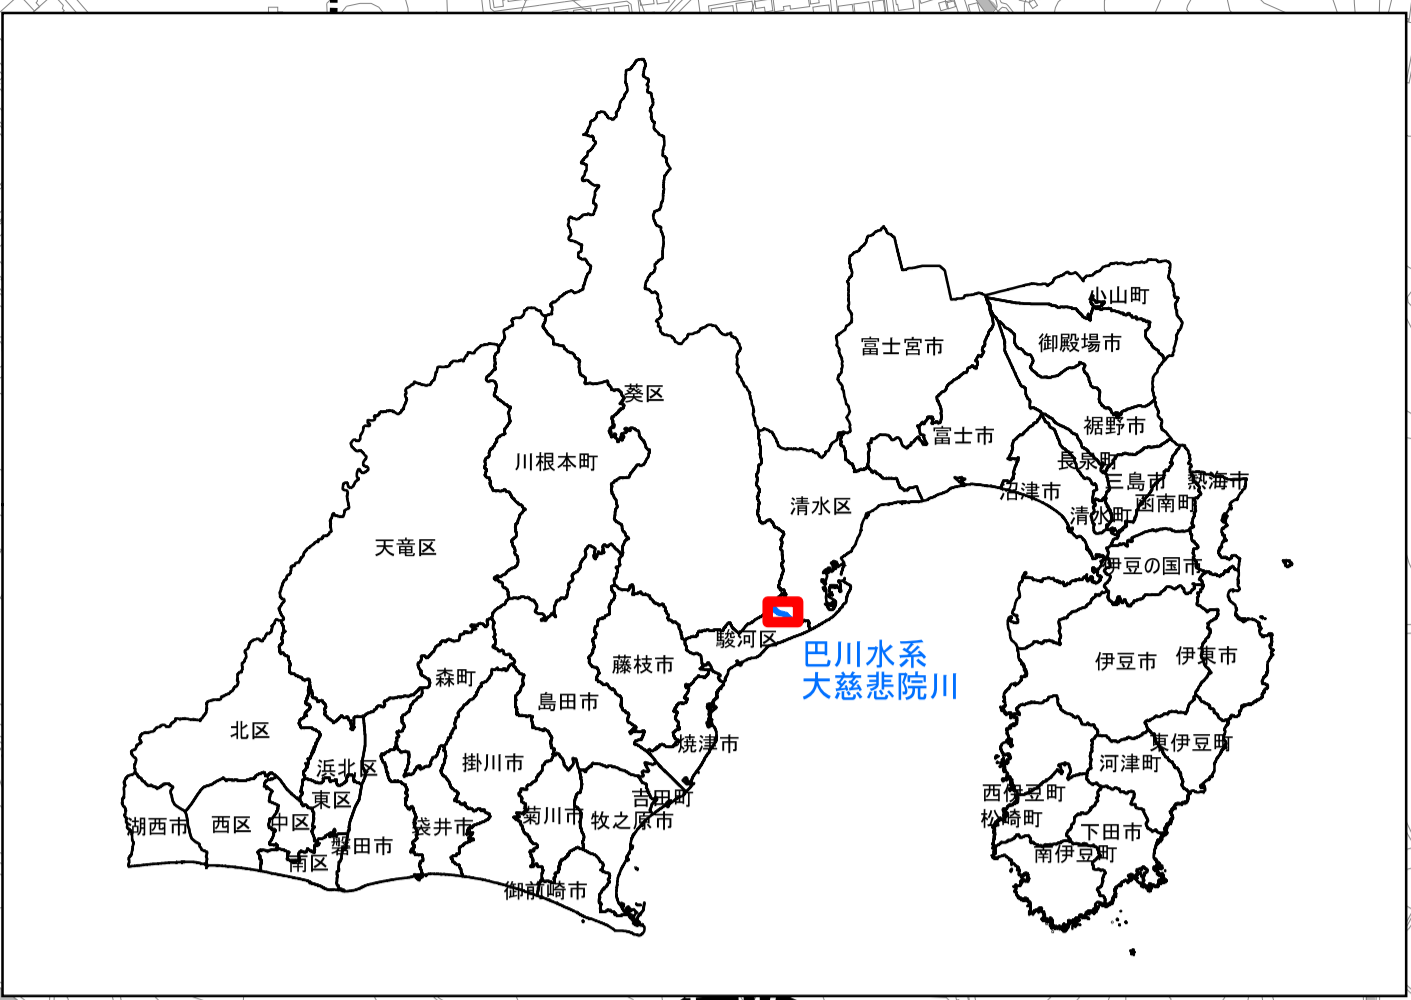 小山町
御殿場市
富士宮市
葵区
裾野市
富士市
川根本町
長泉町
三島市
熱海市
沼津市
函南町
清水区
清水町
天竜区
伊豆の国市
駿河区
巴川水系
大慈悲院川
藤枝市
伊豆市
伊東市
森町
島田市
北区
焼津市
東伊豆町
掛川市
河津町
浜北区
西伊豆町
東区
吉田町
湖西市
西区
中区
袋井市
菊川市
牧之原市
松崎町
下田市
磐田市
南伊豆町
南区
御前崎市